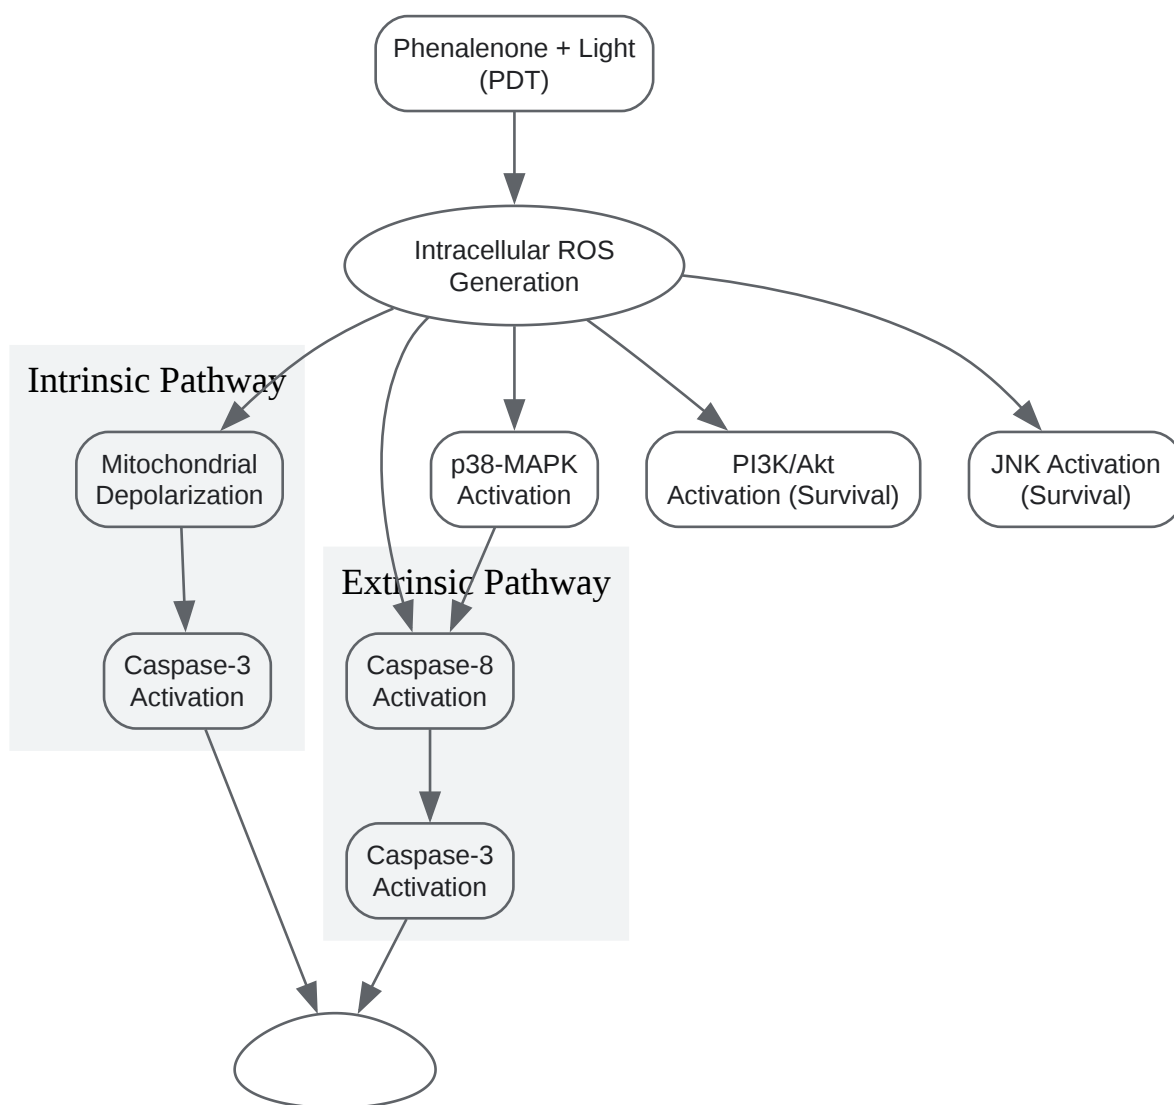 Phenalenone + Light
(PDT)
Intracellular ROS
Generation
Intrinsic Pathway
Mitochondrial
Depolarization
p38-MAPK
Activation
PI3K/Akt
Activation (Survival)
JNK Activation
(Survival)
Extrinsic Pathway
Caspase-3
Activation
Caspase-8
Activation
Caspase-3
Activation